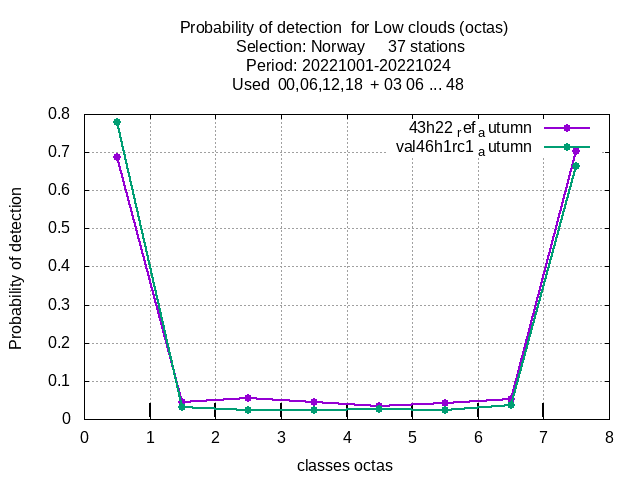 Probability of detection  for Low clouds (octas)
Selection: Norway     37 stations
Period: 20221001-20221024
Used  00,06,12,18  + 03 06 ... 48
43h22_ref_autumn
val46h1rc1_autumn
0.8
0.7
0.6
0.5
0.4
0.3
0.2
0.1
0
Probability of detection
0 1 2 3 4 5 6 7 8
classes octas